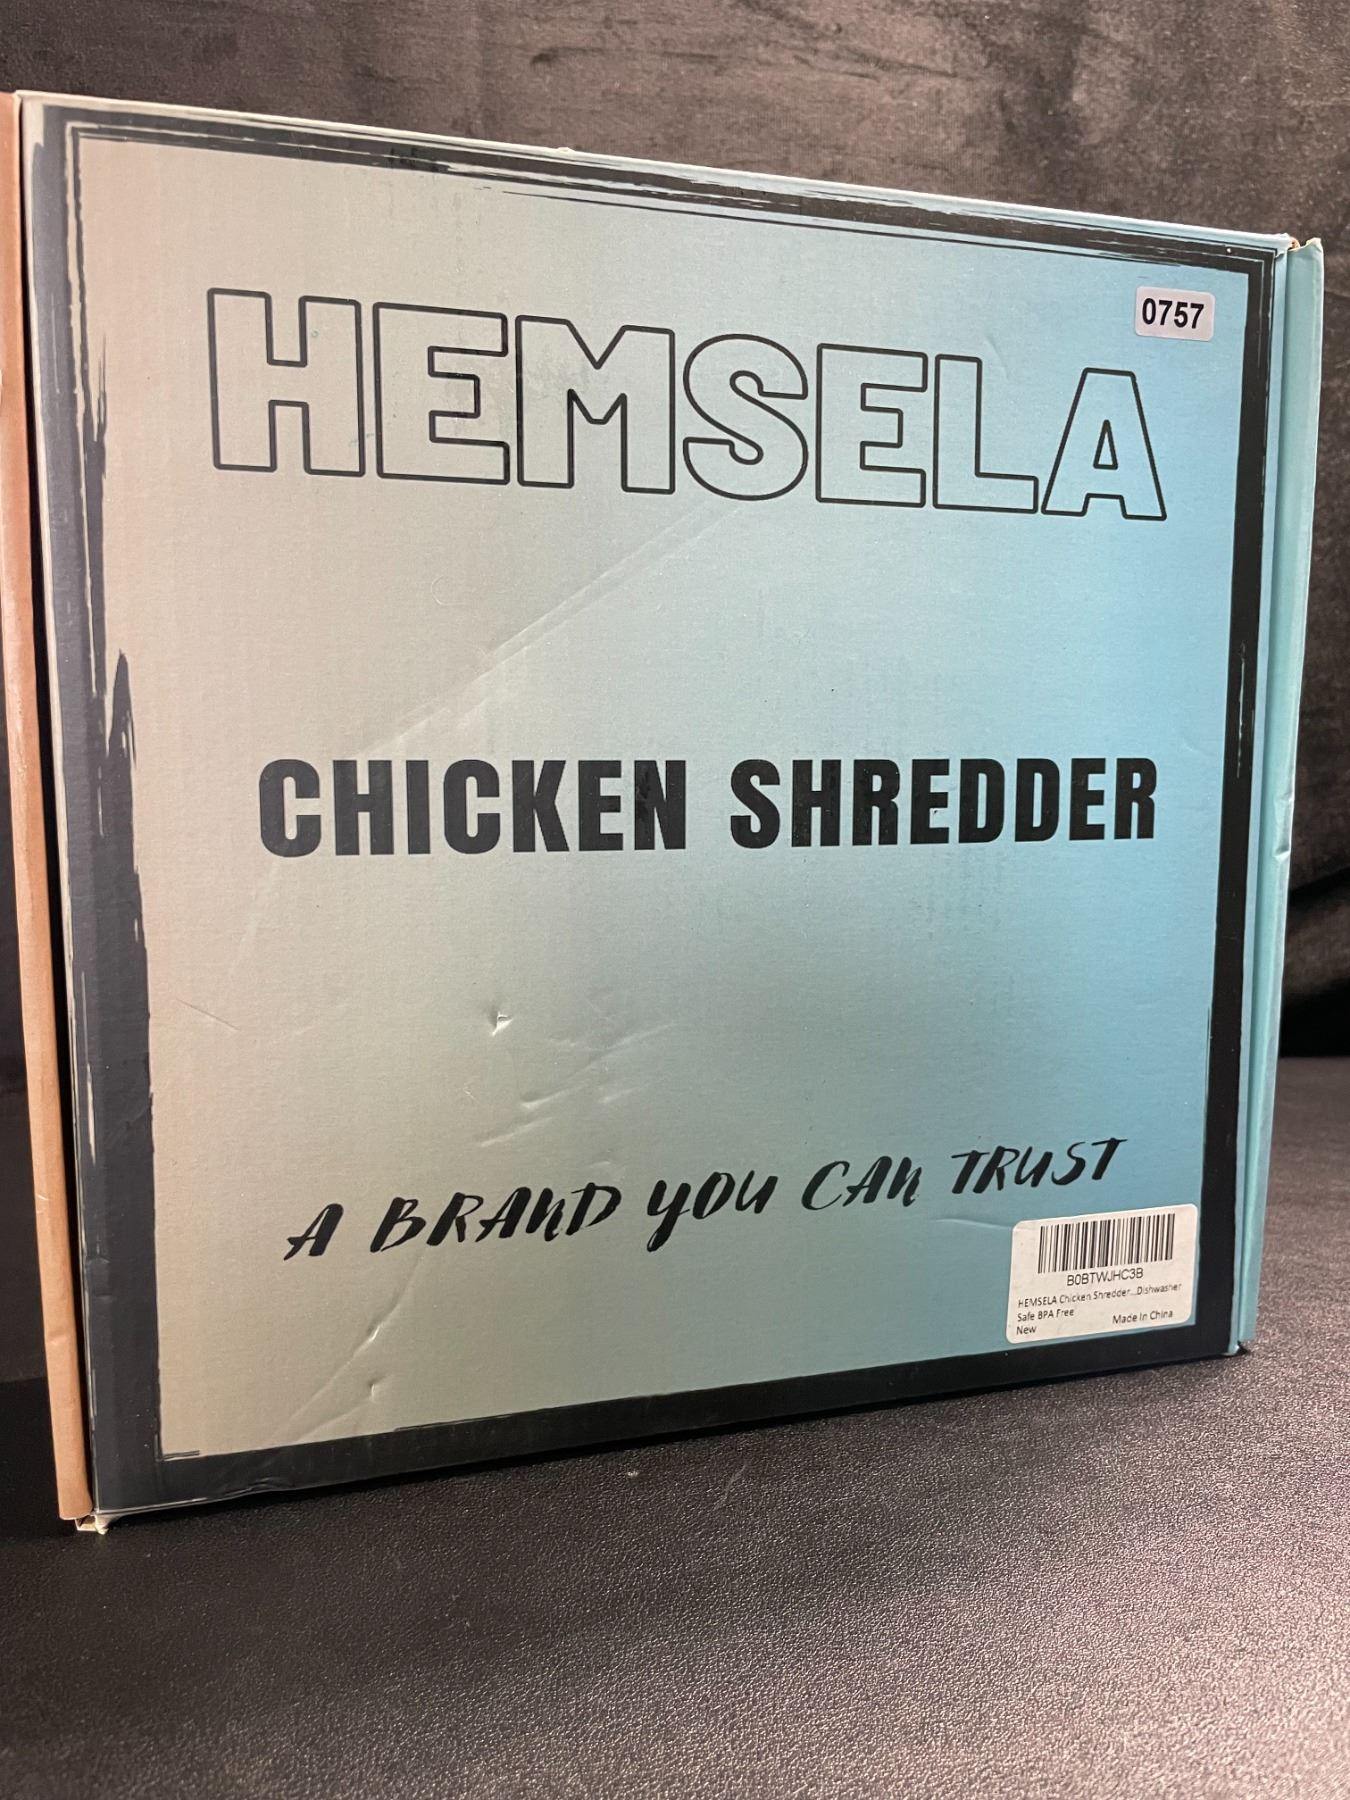 0757
HEMSELA
CHICKEN SHREDDER
A BRAND YOU CAN TRUST
B0BTWJHC3B
HEMSELA Chicken Shredder...Dishwasher
Safe BPA Free
New Made In China